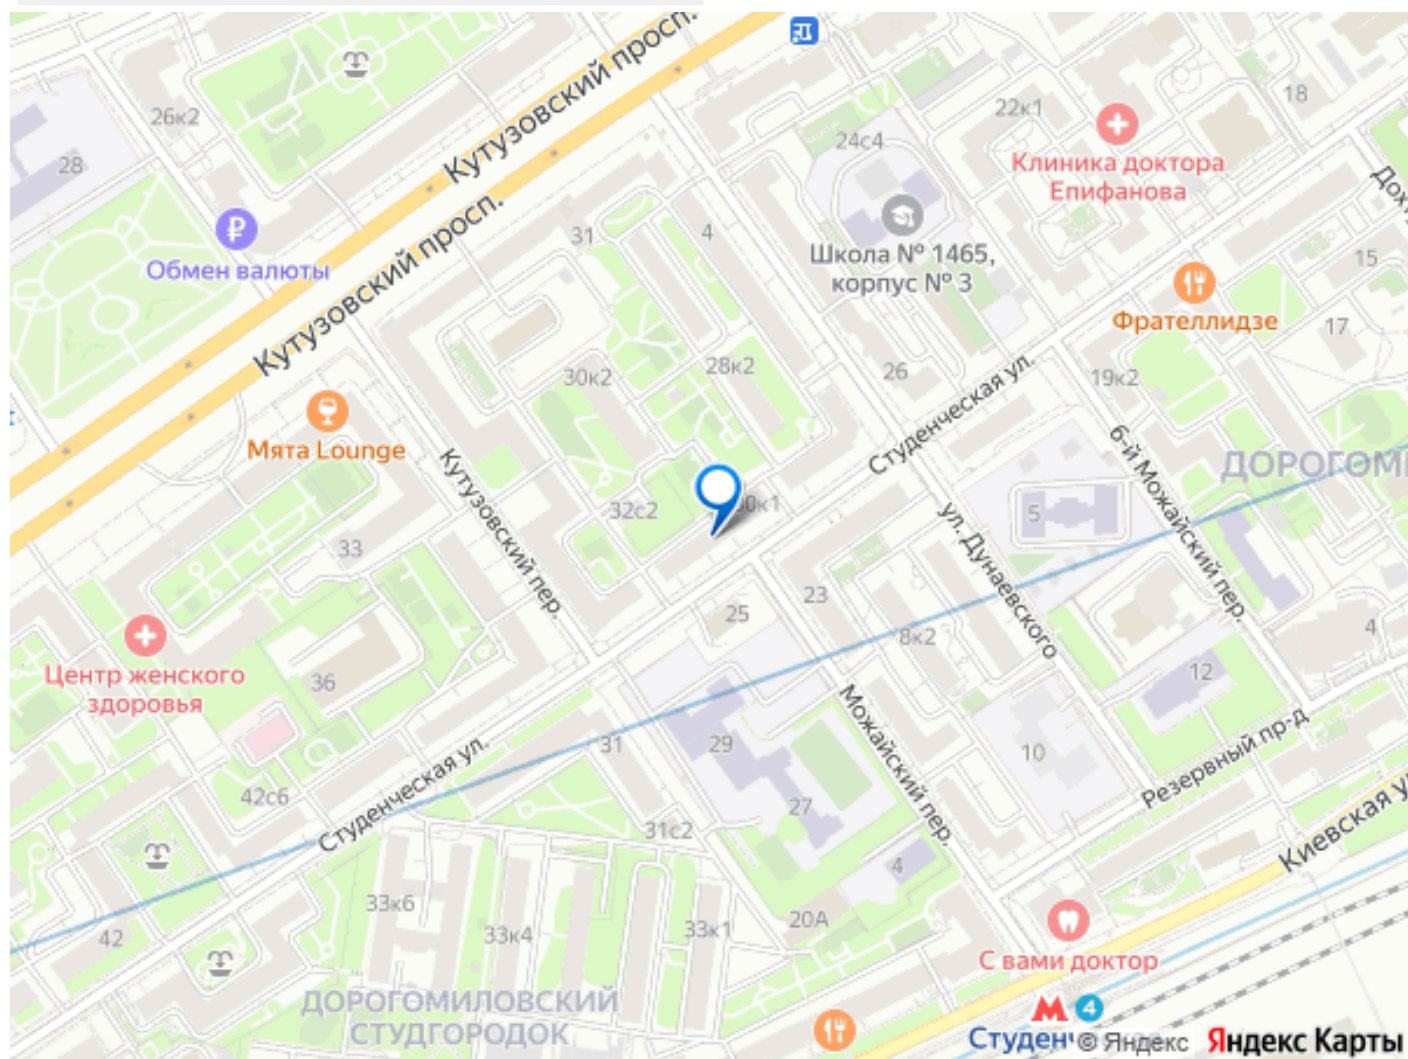 Кутузовский просп.
26к2
28
18
22к1
24с4
Клиника доктора
Епифанова
Обмен валюты
31
4
Школа № 1465,
корпус № 3
15
Кутузовский просп.
Фрателлидзе
17
30к2
28к2
26
19к2
Мята Lounge
Студенческая ул.
Кутузовский пер.
6-й Можайский пер.
32с2
5
33
ул. Дунаевского
23
25
8к2
4
Центр женского
здоровья
36
12
31
29
Можайский пер.
10
Резервный пр-д
42с6
Студенческая ул.
27
31с2
Киевская
4
33к6
20А
33к4
33к1
42
С вами доктор
ДОРОГОМИЛОВСКИЙ
СТУДГОРОДОК
М 4
© Яндекс
Яндекс Карты